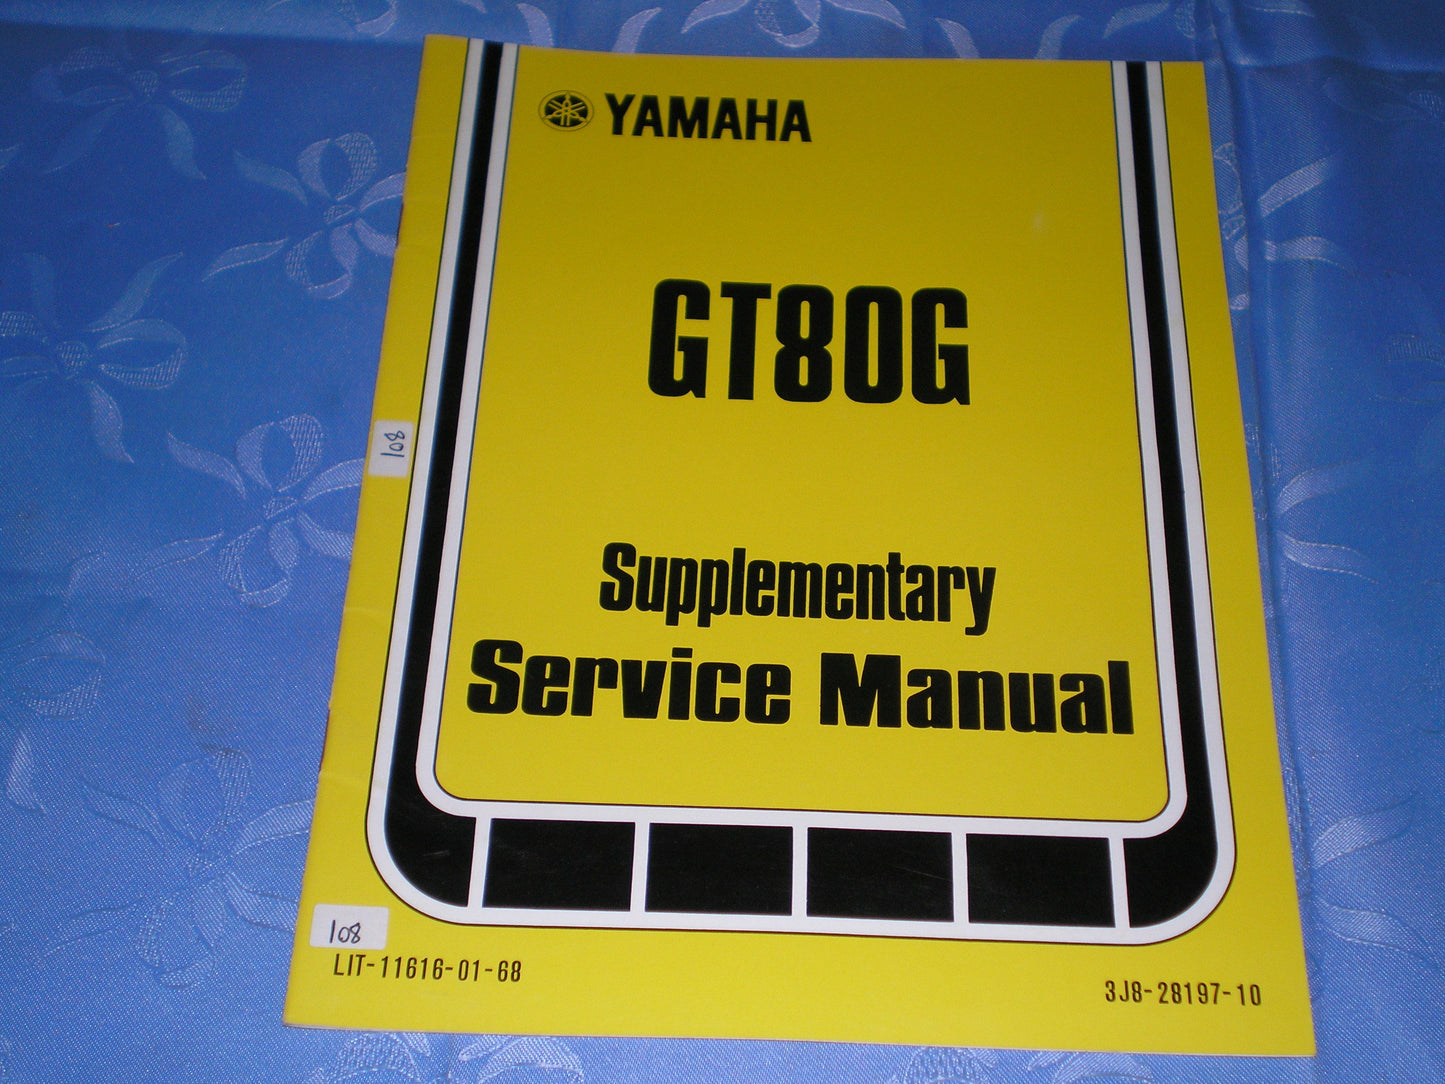 YAMAHA
GT80G
108
Supplementary
Service Manual
108
LIT-11616-01-68
3J8-28197-10